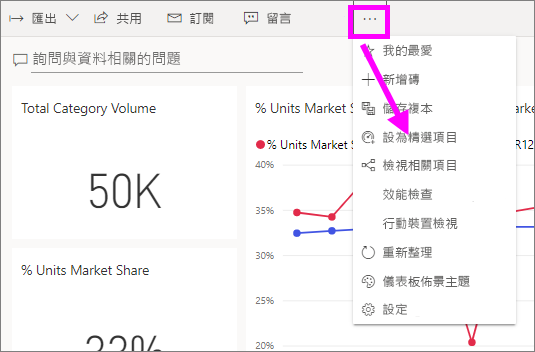 匯出 共用 訂閱 留言 ...
詢問與資料相關的問題
我的最愛
新增磚
儲存複本
設為精選項目
檢視相關項目
效能檢查
行動裝置檢視
重新整理
儀表板佈景主題
設定
Total Category Volume
50K
% Units Market Share
% Units Market S
% Units Market S
R12
40%
35%
30%
25%
20%